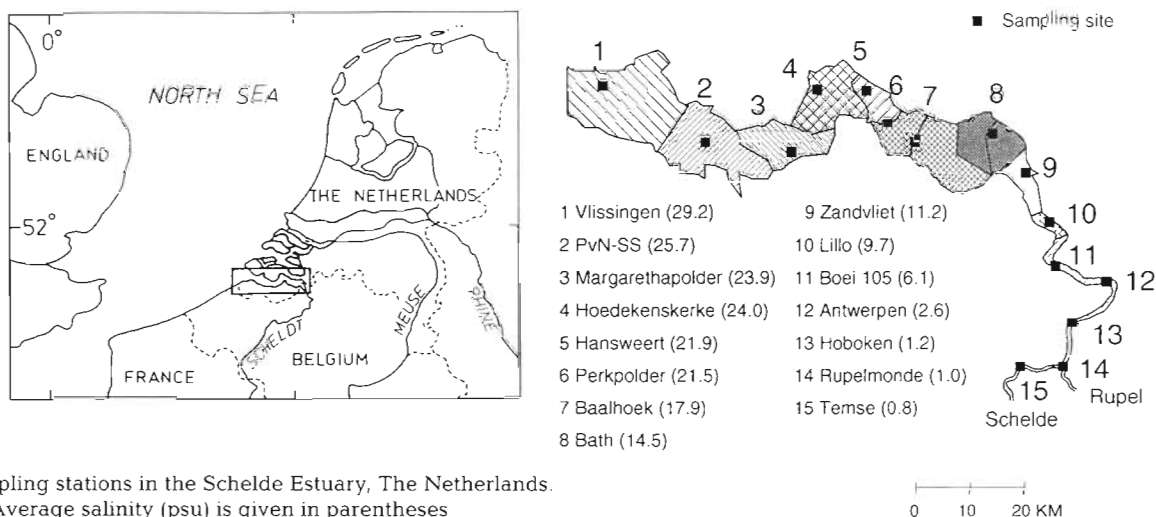 0°
NORTH SEA
ENGLAND
THE NETHERLANDS
52°
MEUSE
RHINE
SCHELDT
BELGIUM
FRANCE
■ Sampling site
1
2
3
4
5
6
7
8
9
10
11
12
13
14
15
Rupel
Schelde
1 Vlissingen (29.2)
2 PvN-SS (25.7)
3 Margarethapolder (23.9)
4 Hoedekenskerke (24.0)
5 Hansweert (21.9)
6 Perkpolder (21.5)
7 Baalhoek (17.9)
8 Bath (14.5)
9 Zandvliet (11.2)
10 Lillo (9.7)
11 Boei 105 (6.1)
12 Antwerpen (2.6)
13 Hoboken (1.2)
14 Rupelmonde (1.0)
15 Temse (0.8)
0 10 20 KM
pling stations in the Schelde Estuary, The Netherlands.
Average salinity (psu) is given in parentheses